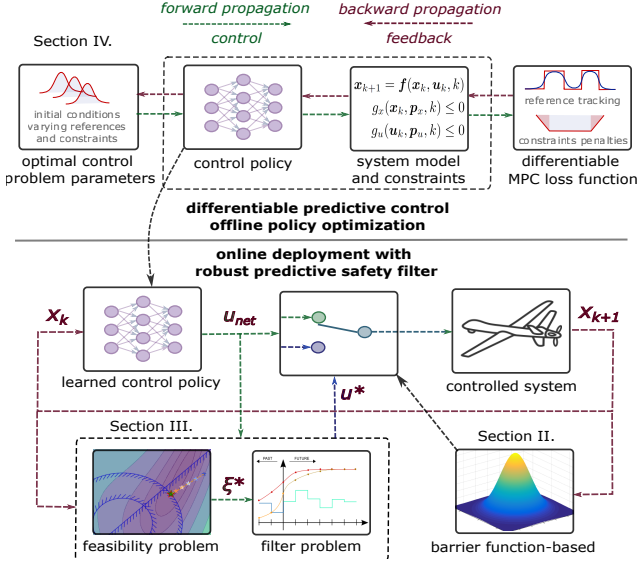 forward propagation
backward propagation
control
feedback
Section IV.
initial conditions
varying references
and constraints
optimal control
problem parameters
control policy
x_{k+1} = f(x_k, u_k, k)
g_x(x_k, p_x, k) ≤ 0
g_u(u_k, p_u, k) ≤ 0
system model
and constraints
reference tracking
constraints penalties
differentiable
MPC loss function
differentiable predictive control
offline policy optimization
online deployment with
robust predictive safety filter
x_k
learned control policy
u_net
controlled system
x_{k+1}
u*
Section III.
feasibility problem
ξ*
PAST
FUTURE
filter problem
Section II.
barrier function-based